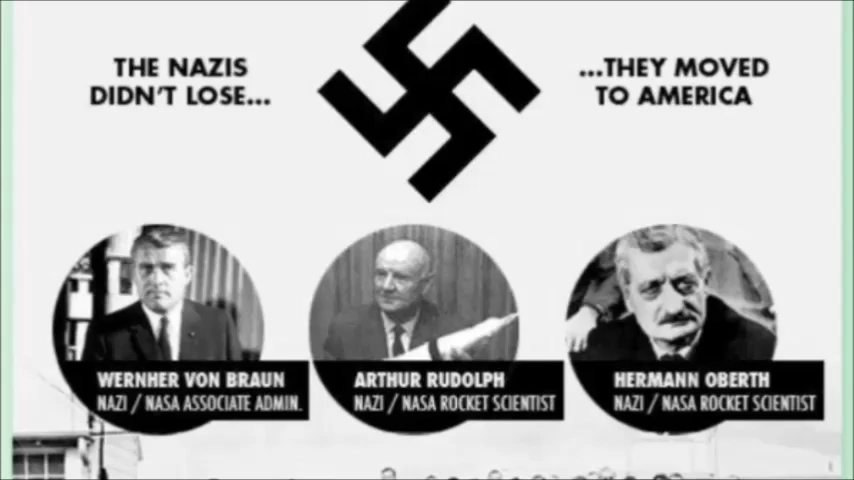 THE NAZIS
DIDN'T LOSE...
...THEY MOVED
TO AMERICA
WERNHER VON BRAUN
NAZI / NASA ASSOCIATE ADMIN.
ARTHUR RUDOLPH
NAZI / NASA ROCKET SCIENTIST
HERMANN OBERTH
NAZI / NASA ROCKET SCIENTIST